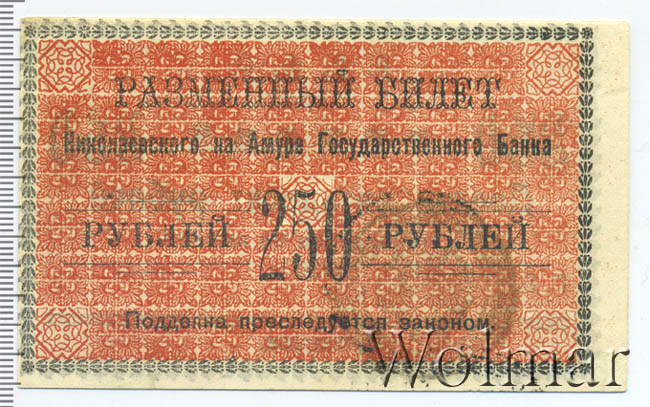 РАЗМЕННЫЙ БИЛЕТ
Николаевского на Амуре Государственного Банка
РУБЛЕЙ 250 РУБЛЕЙ
Подделка преследуется законом.
Wolmar